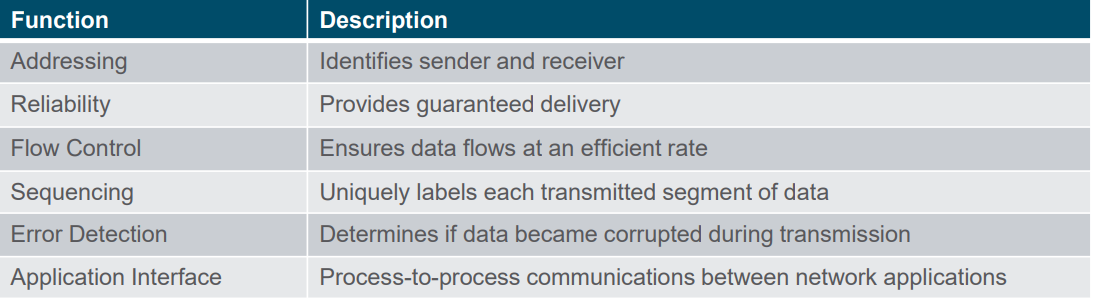 Function Description
Addressing Identifies sender and receiver
Reliability Provides guaranteed delivery
Flow Control Ensures data flows at an efficient rate
Sequencing Uniquely labels each transmitted segment of data
Error Detection Determines if data became corrupted during transmission
Application Interface Process-to-process communications between network applications